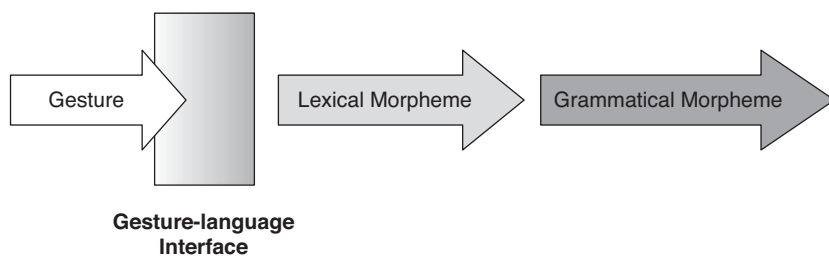 Gesture
Lexical Morpheme
Grammatical Morpheme
Gesture-language
Interface